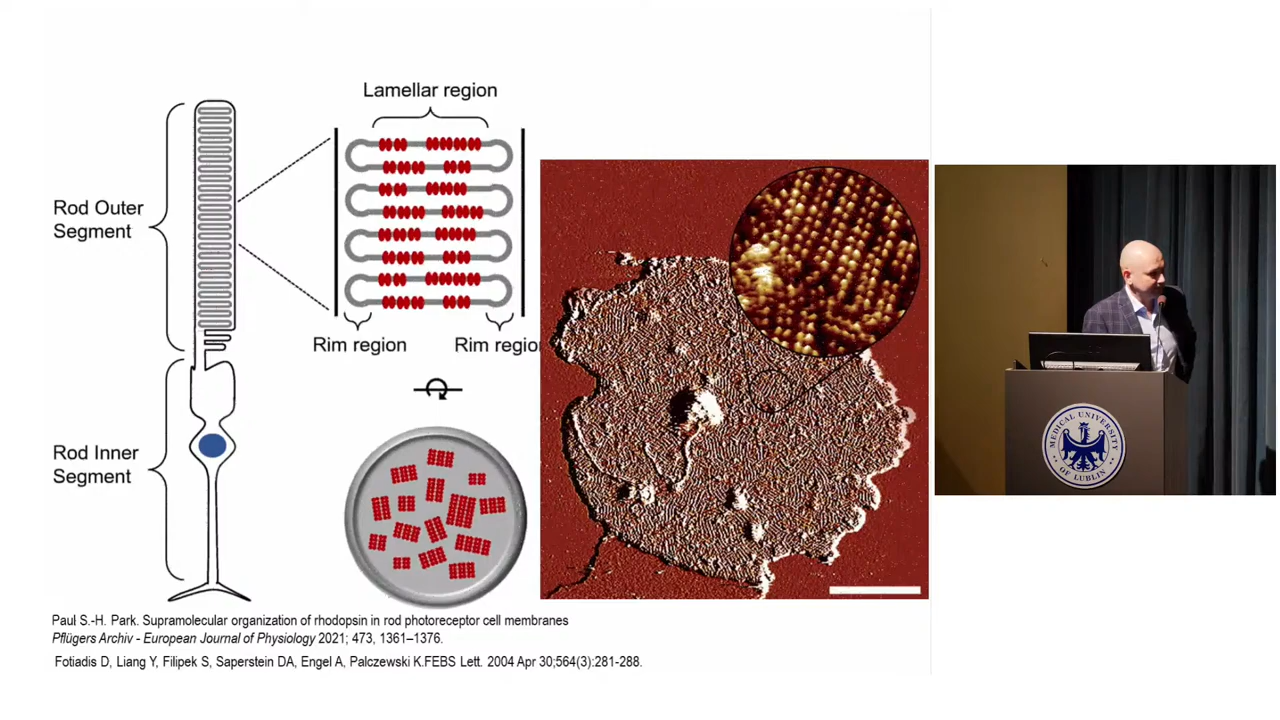 Lamellar region
Rod Outer
Segment
Rim region
Rim region
Rod Inner
Segment
MEDICAL UNIVERSITY
OF LUBLIN
Paul S.-H. Park. Supramolecular organization of rhodopsin in rod photoreceptor cell membranes
Pflügers Archiv - European Journal of Physiology 2021; 473, 1361–1376.
Fotiadis D, Liang Y, Filipek S, Saperstein DA, Engel A, Palczewski K.FEBS Lett. 2004 Apr 30;564(3):281-288.